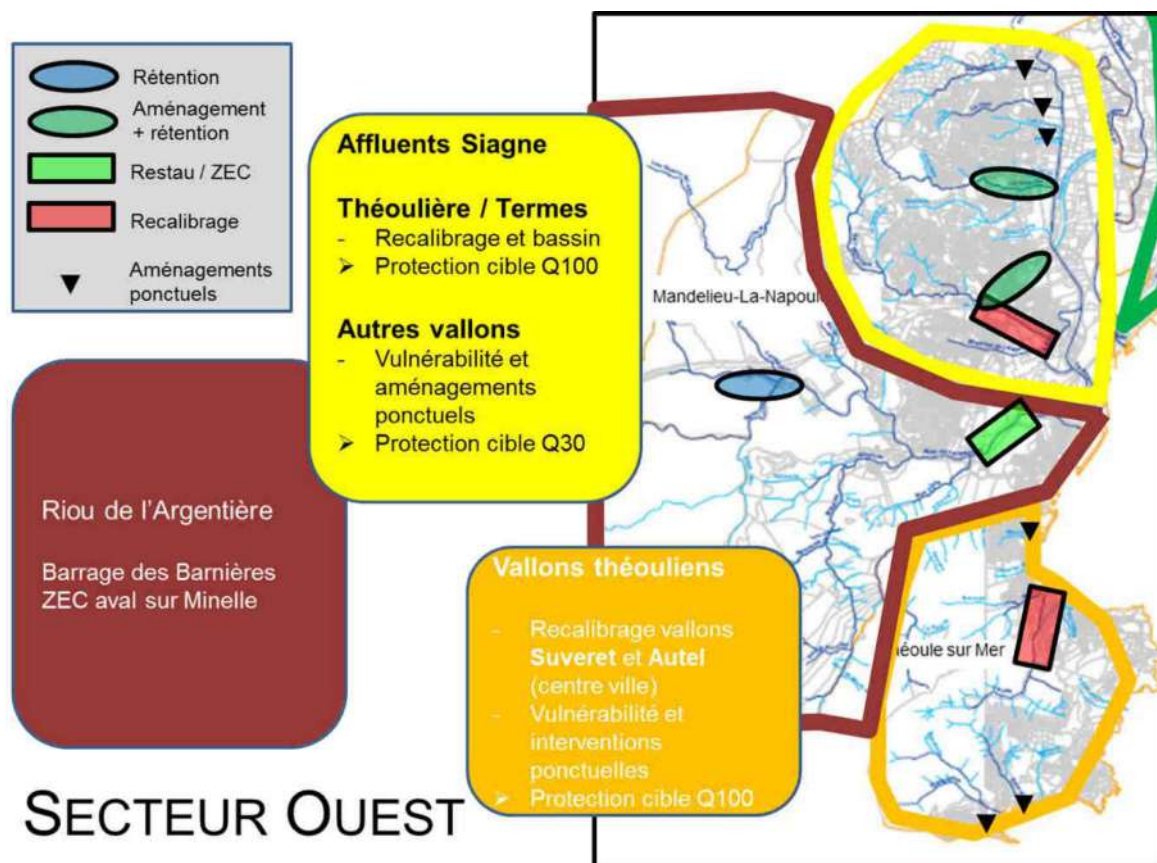 Rétention
Aménagement
+ rétention
Restau / ZEC
Recalibrage
Aménagements
ponctuels
Affluents Siagne
Théoulière / Termes
- Recalibrage et bassin
➢ Protection cible Q100
Autres vallons
- Vulnérabilité et
aménagements
ponctuels
➢ Protection cible Q30
Mandelieu-La-Napoul
Riou de l'Argentière
Barrage des Barnières
ZEC aval sur Minelle
Vallons théouliens
- Recalibrage vallons
Suveret et Autel
(centre ville)
- Vulnérabilité et
interventions
ponctuelles
➢ Protection cible Q100
éoule sur Mer
SECTEUR OUEST